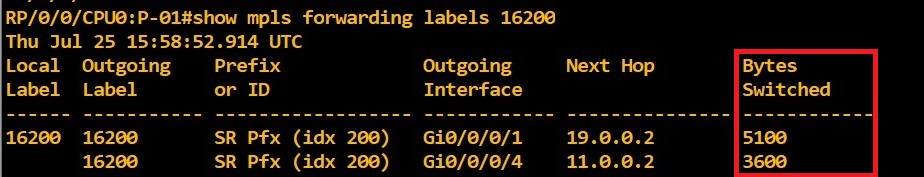 RP/0/0/CPU0:P-01#show mpls forwarding labels 16200
Thu Jul 25 15:58:52.914 UTC
Local  Outgoing    Prefix             Outgoing     Next Hop        Bytes
Label  Label       or ID              Interface                    Switched
------ ----------- ------------------ ------------ --------------- ------------
16200  16200       SR Pfx (idx 200)   Gi0/0/0/1    19.0.0.2        5100
       16200       SR Pfx (idx 200)   Gi0/0/0/4    11.0.0.2        3600